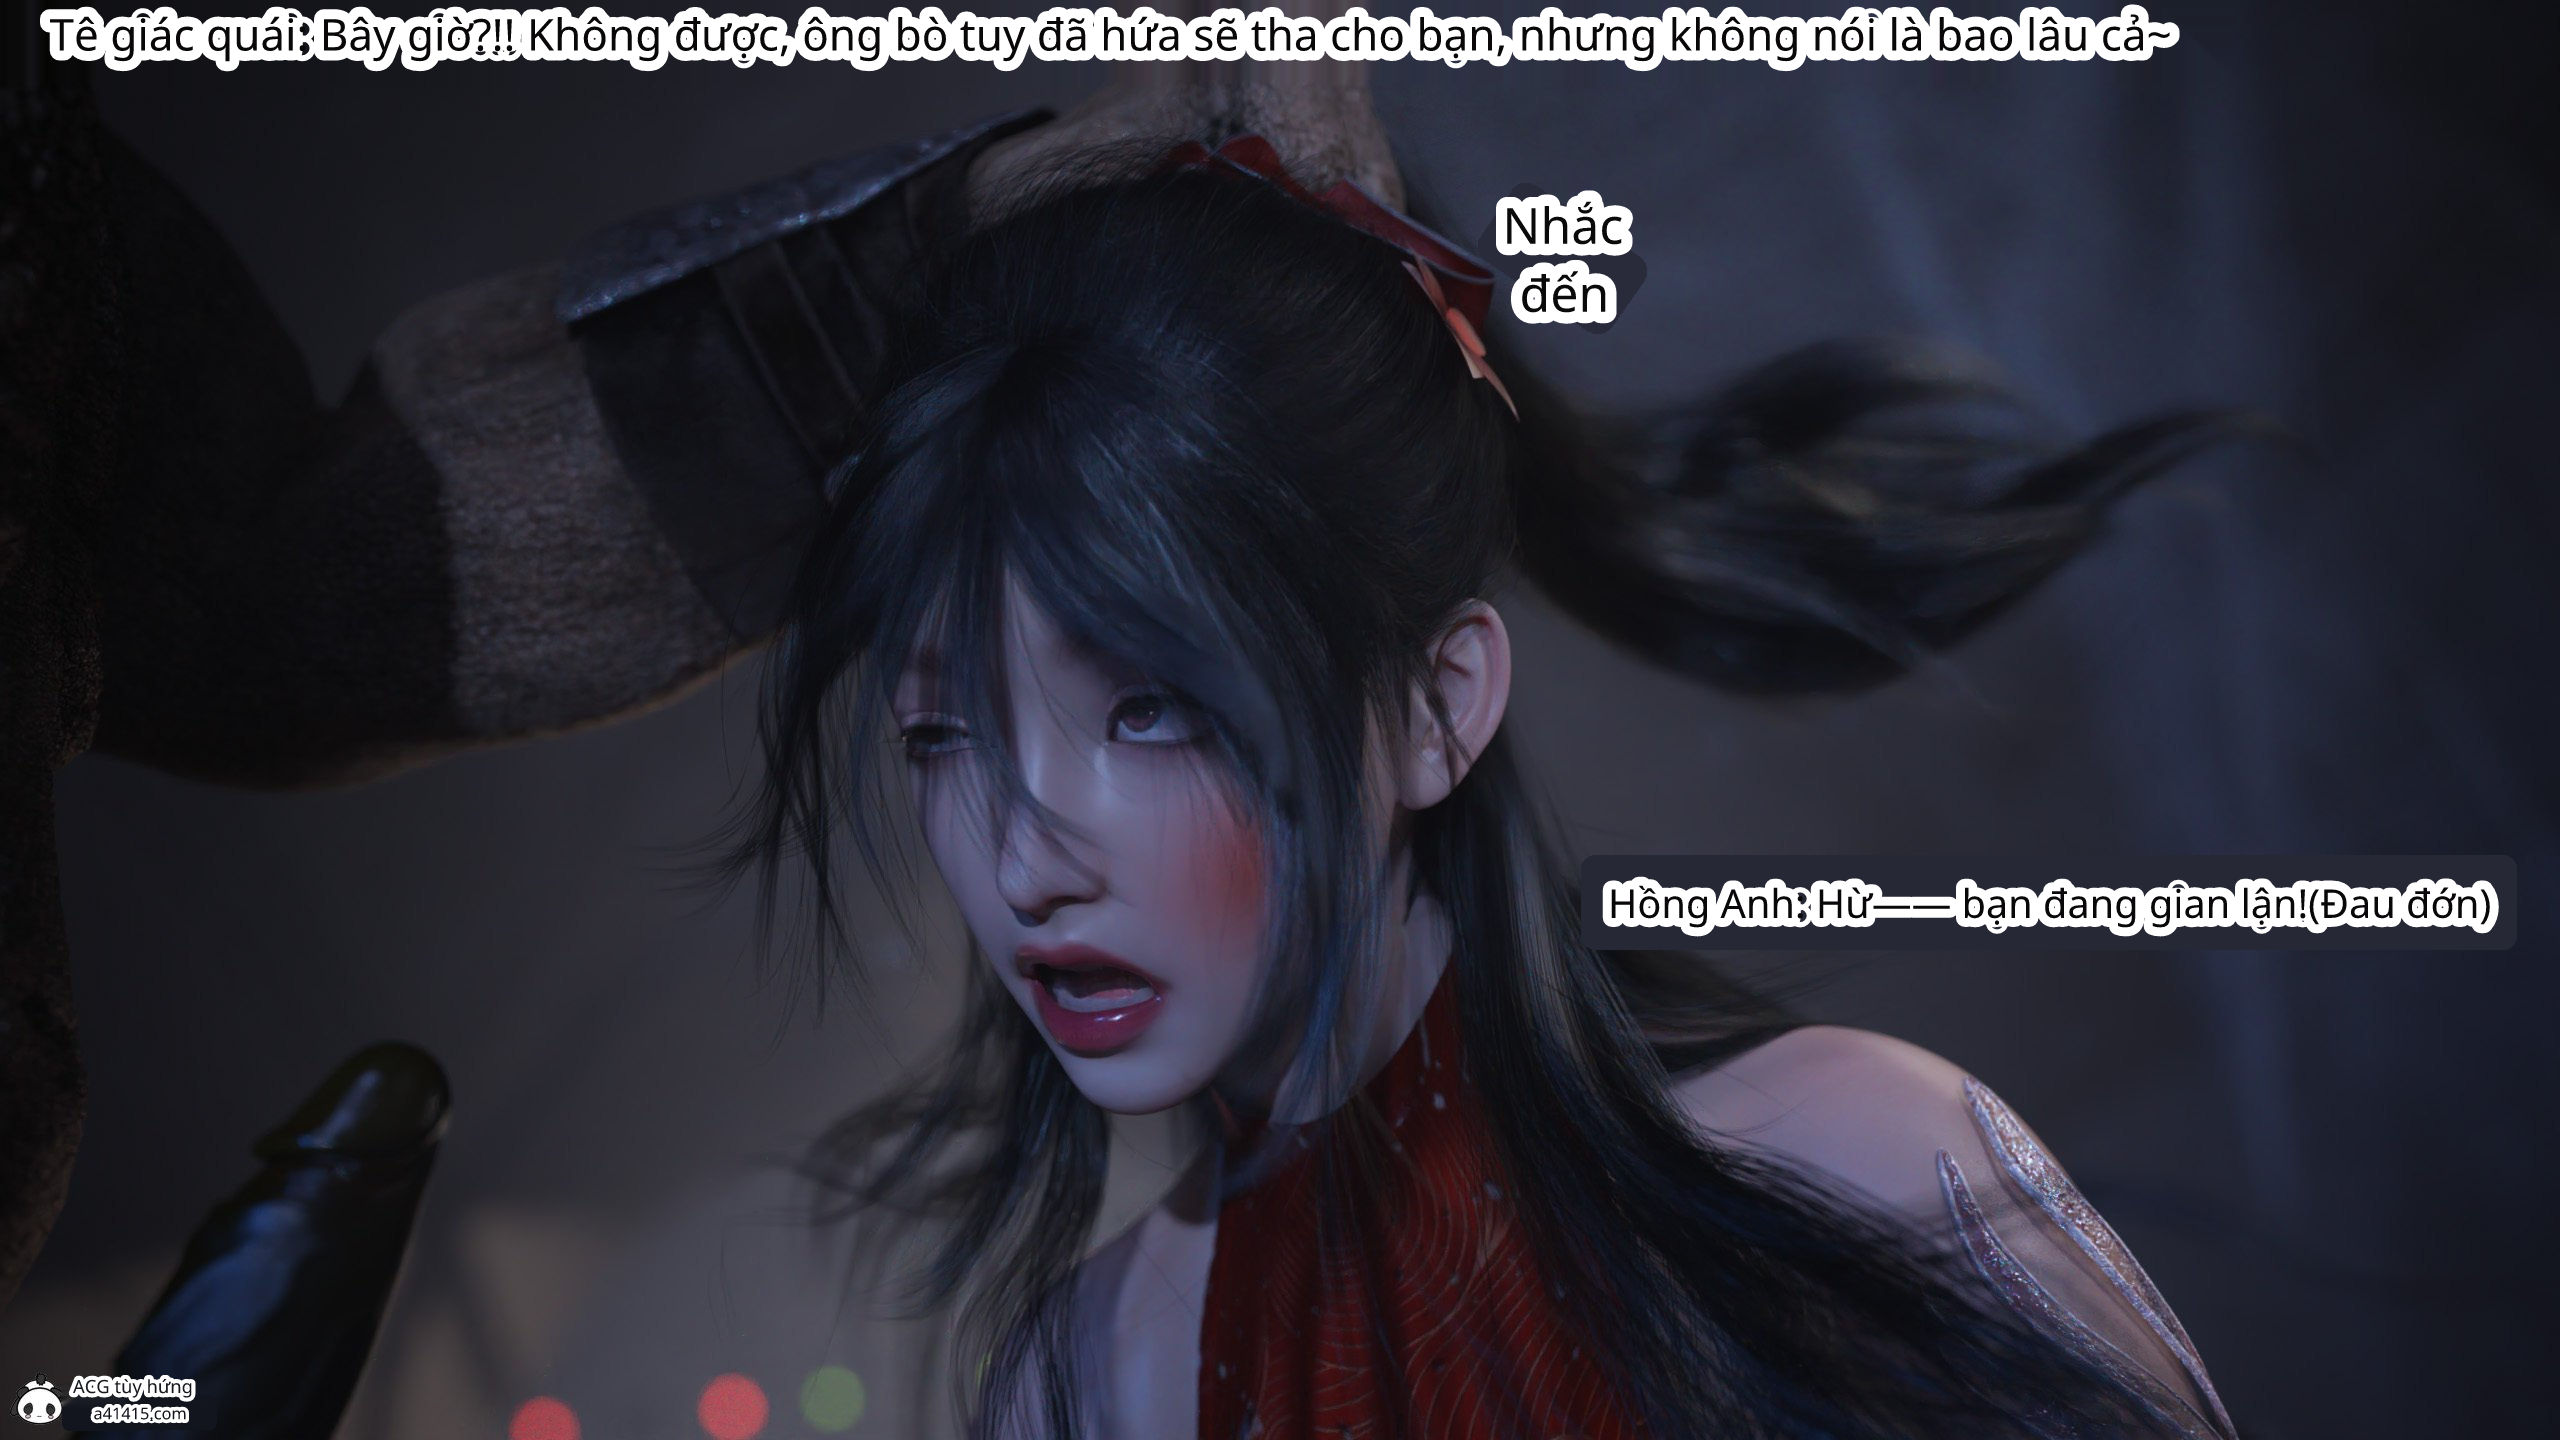 Tê giác quái: Bây giờ?!! Không được, ông bò tuy đã hứa sẽ tha cho bạn, nhưng không nói là bao lâu cả~
Nhắc
đến
Hồng Anh: Hừ—— bạn đang gian lận!(Đau đớn)
ACG tùy hứng
a41415.com